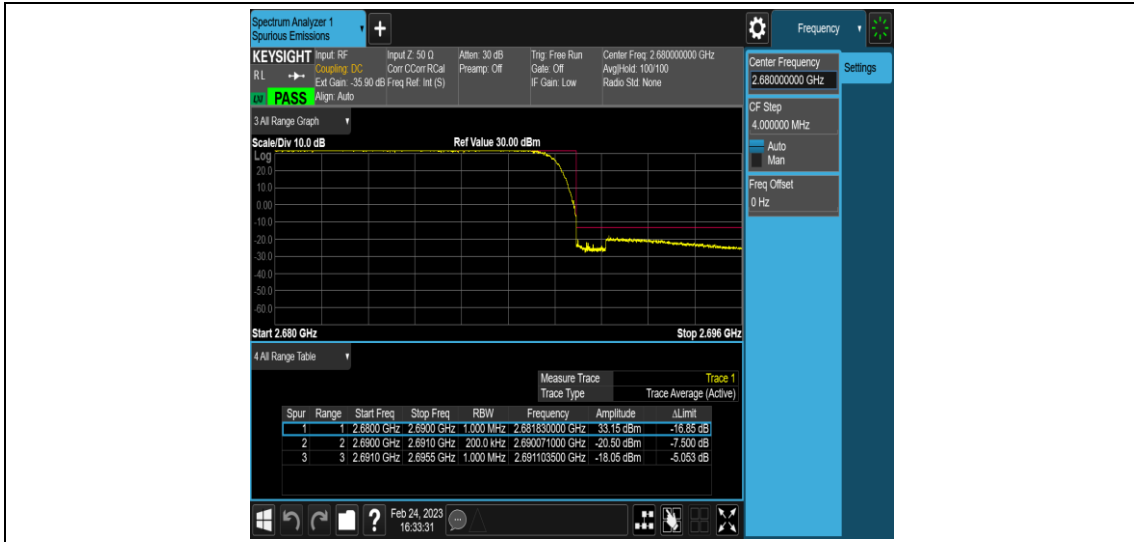 Spectrum Analyzer 1
Spurious Emissions
Frequency
KEYSIGHT Input: RF Input Z: 50 Ω Atten: 30 dB Trig: Free Run Center Freq: 2.680000000 GHz
RL Coupling: DC Corr CCorr RCal Preamp: Off Gate: Off Avg|Hold: 100/100
Ext Gain: -35.90 dB Freq Ref: Int (S) IF Gain: Low Radio Std: None
PASS Align: Auto
Center Frequency
2.680000000 GHz
Settings
CF Step
4.000000 MHz
Auto
Man
Freq Offset
0 Hz
3 All Range Graph
Scale/Div 10.0 dB Ref Value 30.00 dBm
Log
20.0
10.0
0.00
-10.0
-20.0
-30.0
-40.0
-50.0
-60.0
Start 2.680 GHz Stop 2.696 GHz
4 All Range Table
Measure Trace Trace 1
Trace Type Trace Average (Active)
Spur Range Start Freq Stop Freq RBW Frequency Amplitude ΔLimit
1 1 2.6800 GHz 2.6900 GHz 1.000 MHz 2.681830000 GHz 33.15 dBm -16.85 dB
2 2 2.6900 GHz 2.6910 GHz 200.0 kHz 2.690071000 GHz -20.50 dBm -7.500 dB
3 3 2.6910 GHz 2.6955 GHz 1.000 MHz 2.691103500 GHz -18.05 dBm -5.053 dB
Feb 24, 2023
16:33:31